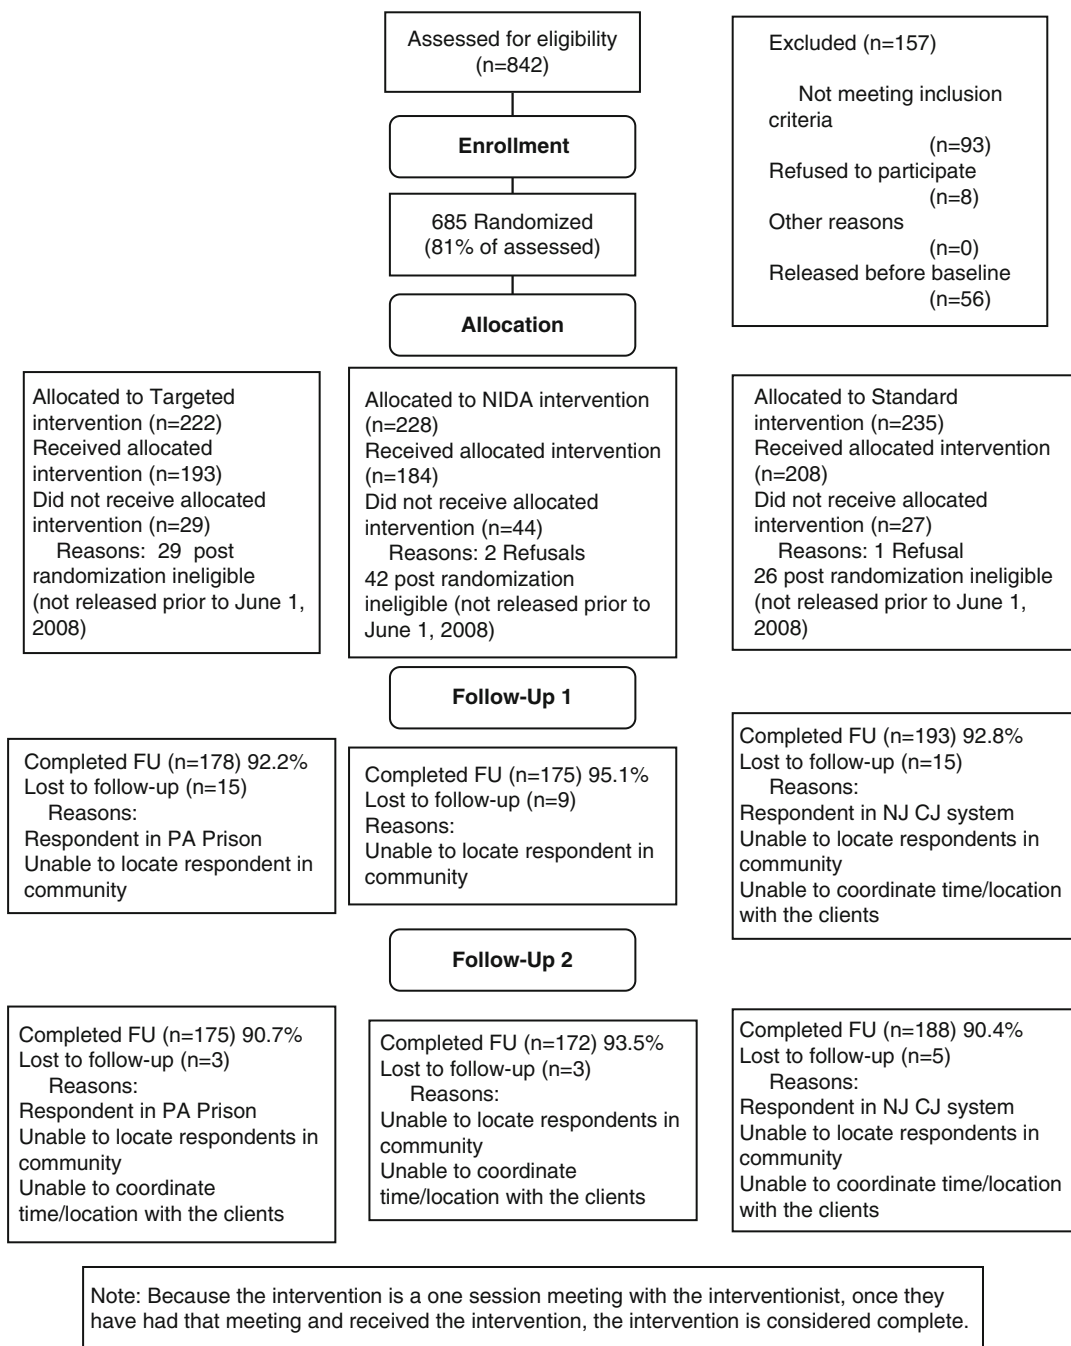 Assessed for eligibility
(n=842)
Excluded (n=157)
Not meeting inclusion
criteria
(n=93)
Refused to participate
(n=8)
Other reasons
(n=0)
Released before baseline
(n=56)
Enrollment
685 Randomized
(81% of assessed)
Allocation
Allocated to Targeted
intervention (n=222)
Received allocated
intervention (n=193)
Did not receive allocated
intervention (n=29)
Reasons: 29 post
randomization ineligible
(not released prior to June 1,
2008)
Allocated to NIDA intervention
(n=228)
Received allocated intervention
(n=184)
Did not receive allocated
intervention (n=44)
Reasons: 2 Refusals
42 post randomization
ineligible (not released prior to
June 1, 2008)
Allocated to Standard
intervention (n=235)
Received allocated intervention
(n=208)
Did not receive allocated
intervention (n=27)
Reasons: 1 Refusal
26 post randomization ineligible
(not released prior to June 1,
2008)
Follow-Up 1
Completed FU (n=178) 92.2%
Lost to follow-up (n=15)
Reasons:
Respondent in PA Prison
Unable to locate respondent in
community
Completed FU (n=175) 95.1%
Lost to follow-up (n=9)
Reasons:
Unable to locate respondent in
community
Completed FU (n=193) 92.8%
Lost to follow-up (n=15)
Reasons:
Respondent in NJ CJ system
Unable to locate respondents in
community
Unable to coordinate time/location
with the clients
Follow-Up 2
Completed FU (n=175) 90.7%
Lost to follow-up (n=3)
Reasons:
Respondent in PA Prison
Unable to locate respondents in
community
Unable to coordinate
time/location with the clients
Completed FU (n=172) 93.5%
Lost to follow-up (n=3)
Reasons:
Unable to locate respondents in
community
Unable to coordinate
time/location with the clients
Completed FU (n=188) 90.4%
Lost to follow-up (n=5)
Reasons:
Respondent in NJ CJ system
Unable to locate respondents in
community
Unable to coordinate time/location
with the clients
Note: Because the intervention is a one session meeting with the interventionist, once they
have had that meeting and received the intervention, the intervention is considered complete.